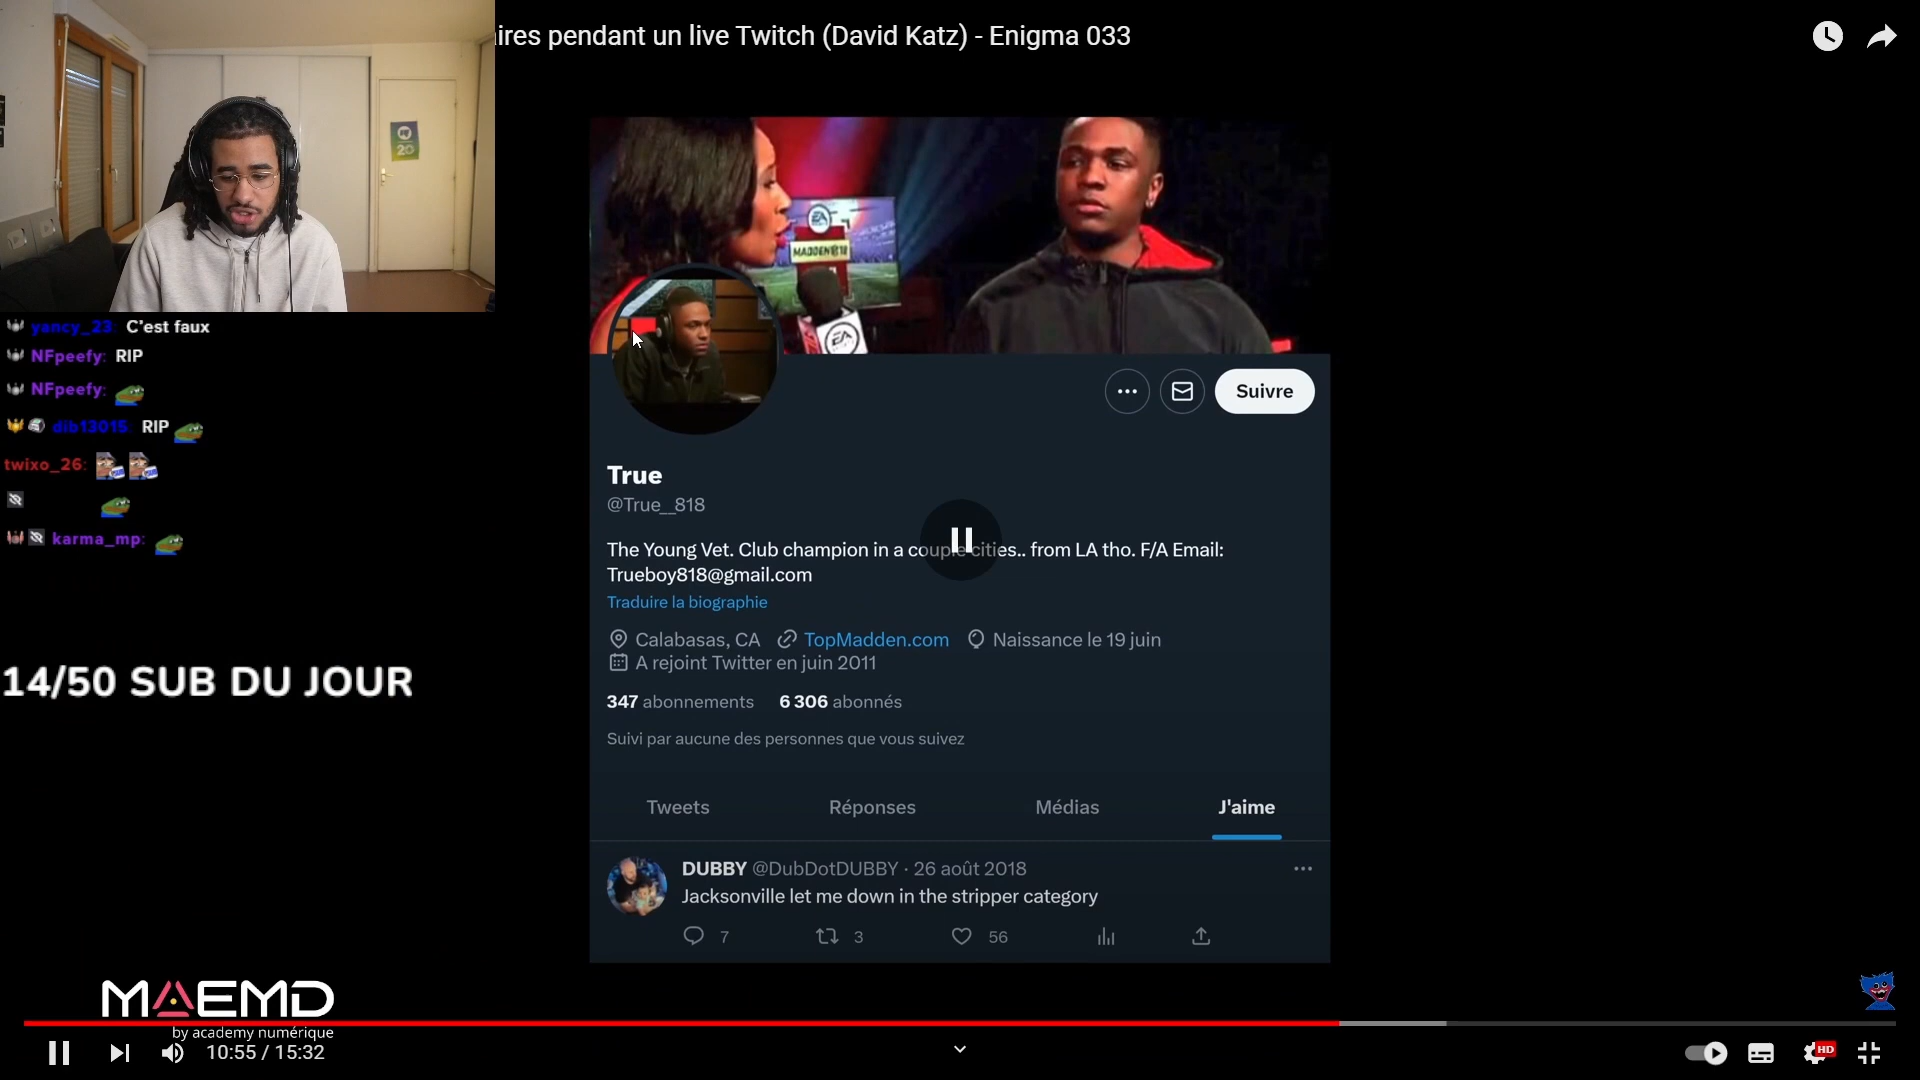 ires pendant un live Twitch (David Katz) - Enigma 033
20
EA
MADDEN
EA
yancy_23: C'est faux
NFpeefy: RIP
NFpeefy:
dib13015: RIP
twixo_26:
karma_mp:
14/50 SUB DU JOUR
Suivre
True
@True__818
The Young Vet. Club champion in a couple cities.. from LA tho. F/A Email:
Trueboy818@gmail.com
Traduire la biographie
Calabasas, CA TopMadden.com Naissance le 19 juin
A rejoint Twitter en juin 2011
347 abonnements 6 306 abonnés
Suivi par aucune des personnes que vous suivez
Tweets Réponses Médias J'aime
DUBBY @DubDotDUBBY · 26 août 2018
Jacksonville let me down in the stripper category
7 3 56
MAEMD
by academy numérique
10:55 / 15:32
HD